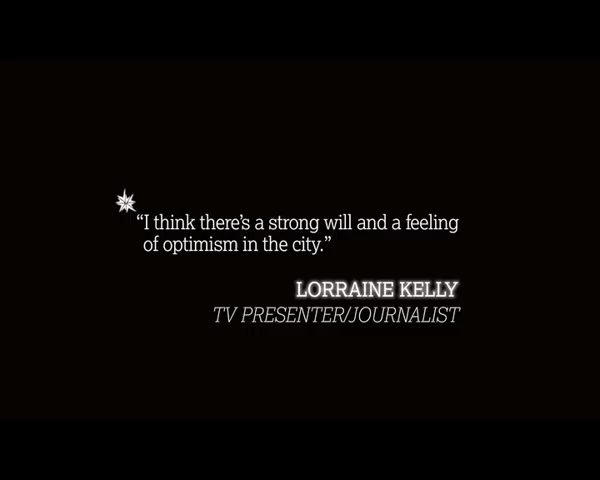 “I think there’s a strong will and a feeling
of optimism in the city.”
LORRAINE KELLY
TV PRESENTER/JOURNALIST